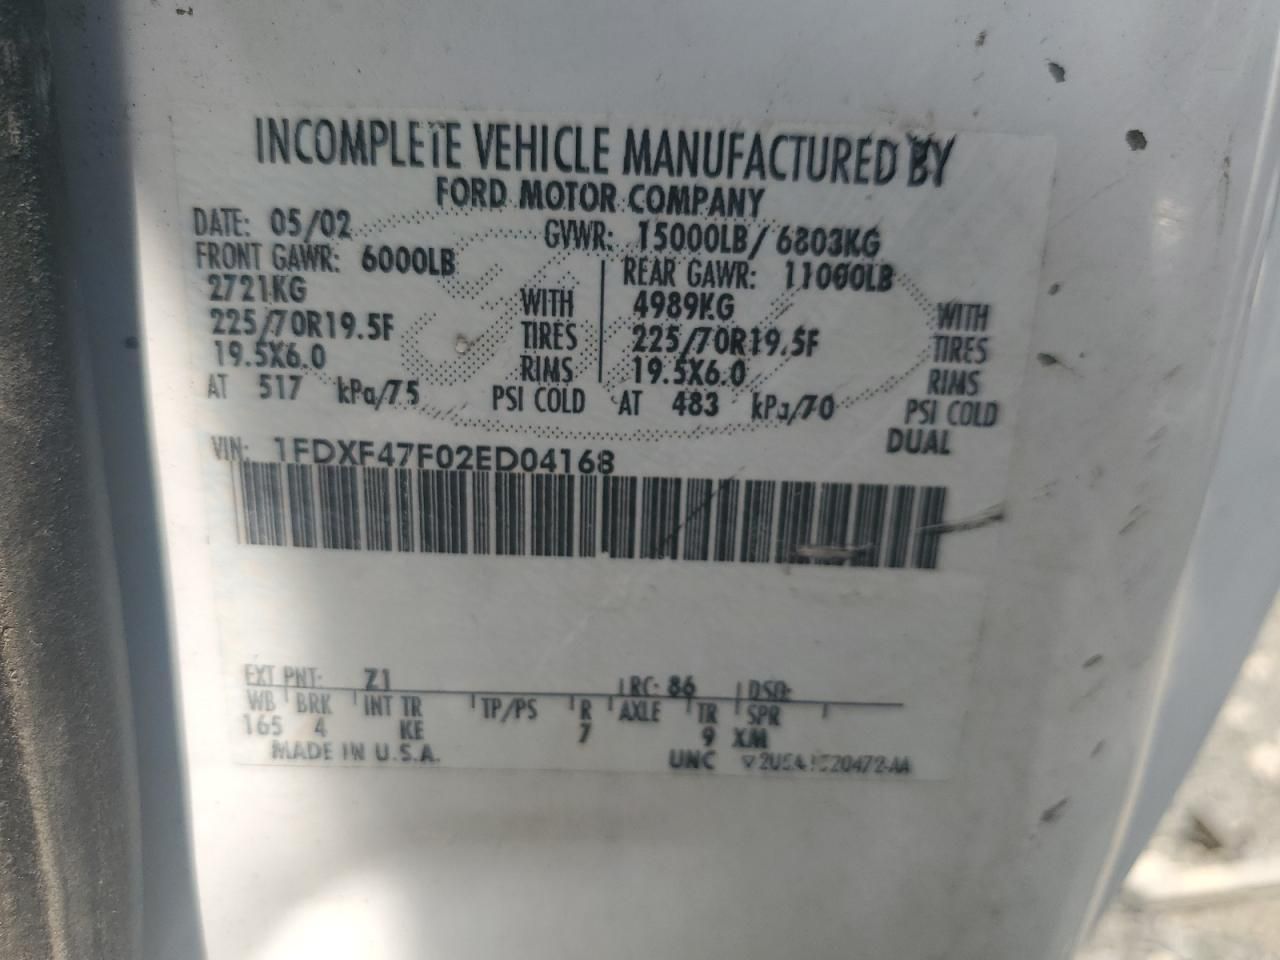 INCOMPLETE VEHICLE MANUFACTURED BY
FORD MOTOR COMPANY
DATE: 05/02 GVWR: 15000LB/ 6803KG
FRONT GAWR: 6000LB REAR GAWR: 11000LB
2721KG WITH 4989KG WITH
225/70R19.5F TIRES 225/70R19.5F TIRES
19.5X6.0 RIMS 19.5X6.0 RIMS
AT 517 kPa/75 PSI COLD AT 483 kPa/70 PSI COLD
DUAL
VIN: 1FDXF47F02ED04168
EXT PNT: Z1 RC: 86 DSO:
WB BRK INT TR TP/PS R AXLE TR SPR
165 4 KE 7 9 XM
MADE IN U.S.A. UNC